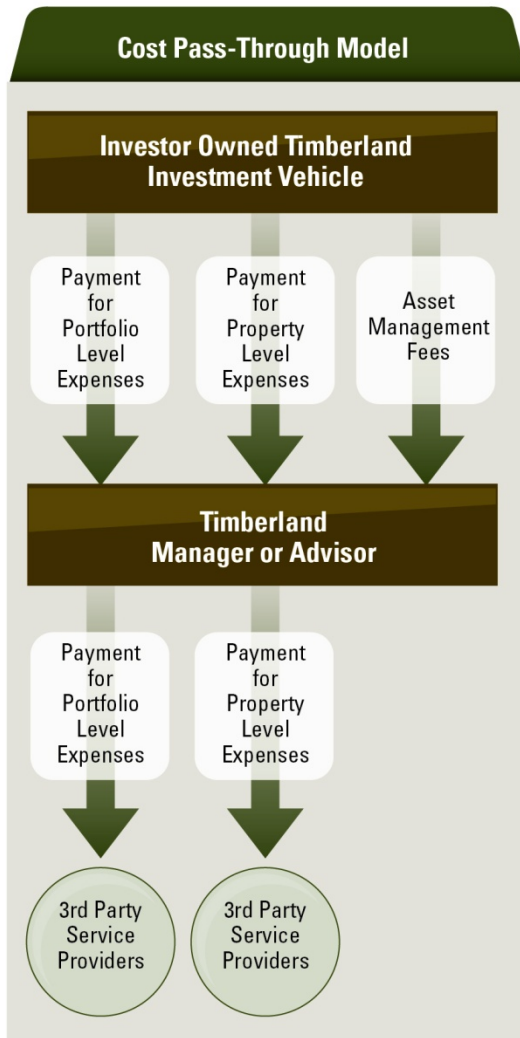 Cost Pass-Through Model
Investor Owned Timberland
Investment Vehicle
Payment
for
Portfolio
Level
Expenses
Payment
for
Property
Level
Expenses
Asset
Management
Fees
Timberland
Manager or Advisor
Payment
for
Portfolio
Level
Expenses
Payment
for
Property
Level
Expenses
3rd Party
Service
Providers
3rd Party
Service
Providers